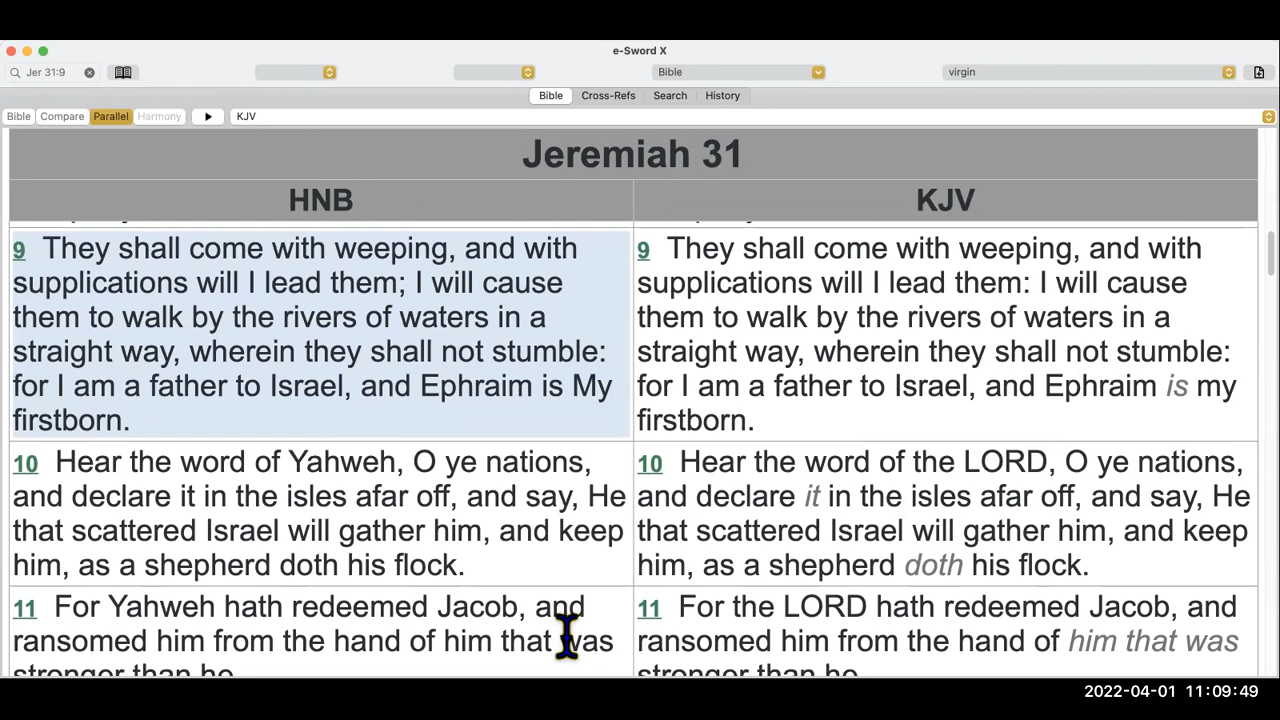 e-Sword X
Jer 31:9
Bible
virgin
Bible Cross-Refs Search History
Bible Compare Parallel Harmony KJV
Jeremiah 31
HNB
KJV
9 They shall come with weeping, and with
supplications will I lead them; I will cause
them to walk by the rivers of waters in a
straight way, wherein they shall not stumble:
for I am a father to Israel, and Ephraim is My
firstborn.
10 Hear the word of Yahweh, O ye nations,
and declare it in the isles afar off, and say, He
that scattered Israel will gather him, and keep
him, as a shepherd doth his flock.
11 For Yahweh hath redeemed Jacob, and
ransomed him from the hand of him that was
stronger than he.
9 They shall come with weeping, and with
supplications will I lead them: I will cause
them to walk by the rivers of waters in a
straight way, wherein they shall not stumble:
for I am a father to Israel, and Ephraim is my
firstborn.
10 Hear the word of the LORD, O ye nations,
and declare it in the isles afar off, and say, He
that scattered Israel will gather him, and keep
him, as a shepherd doth his flock.
11 For the LORD hath redeemed Jacob, and
ransomed him from the hand of him that was
stronger than he.
2022-04-01 11:09:49